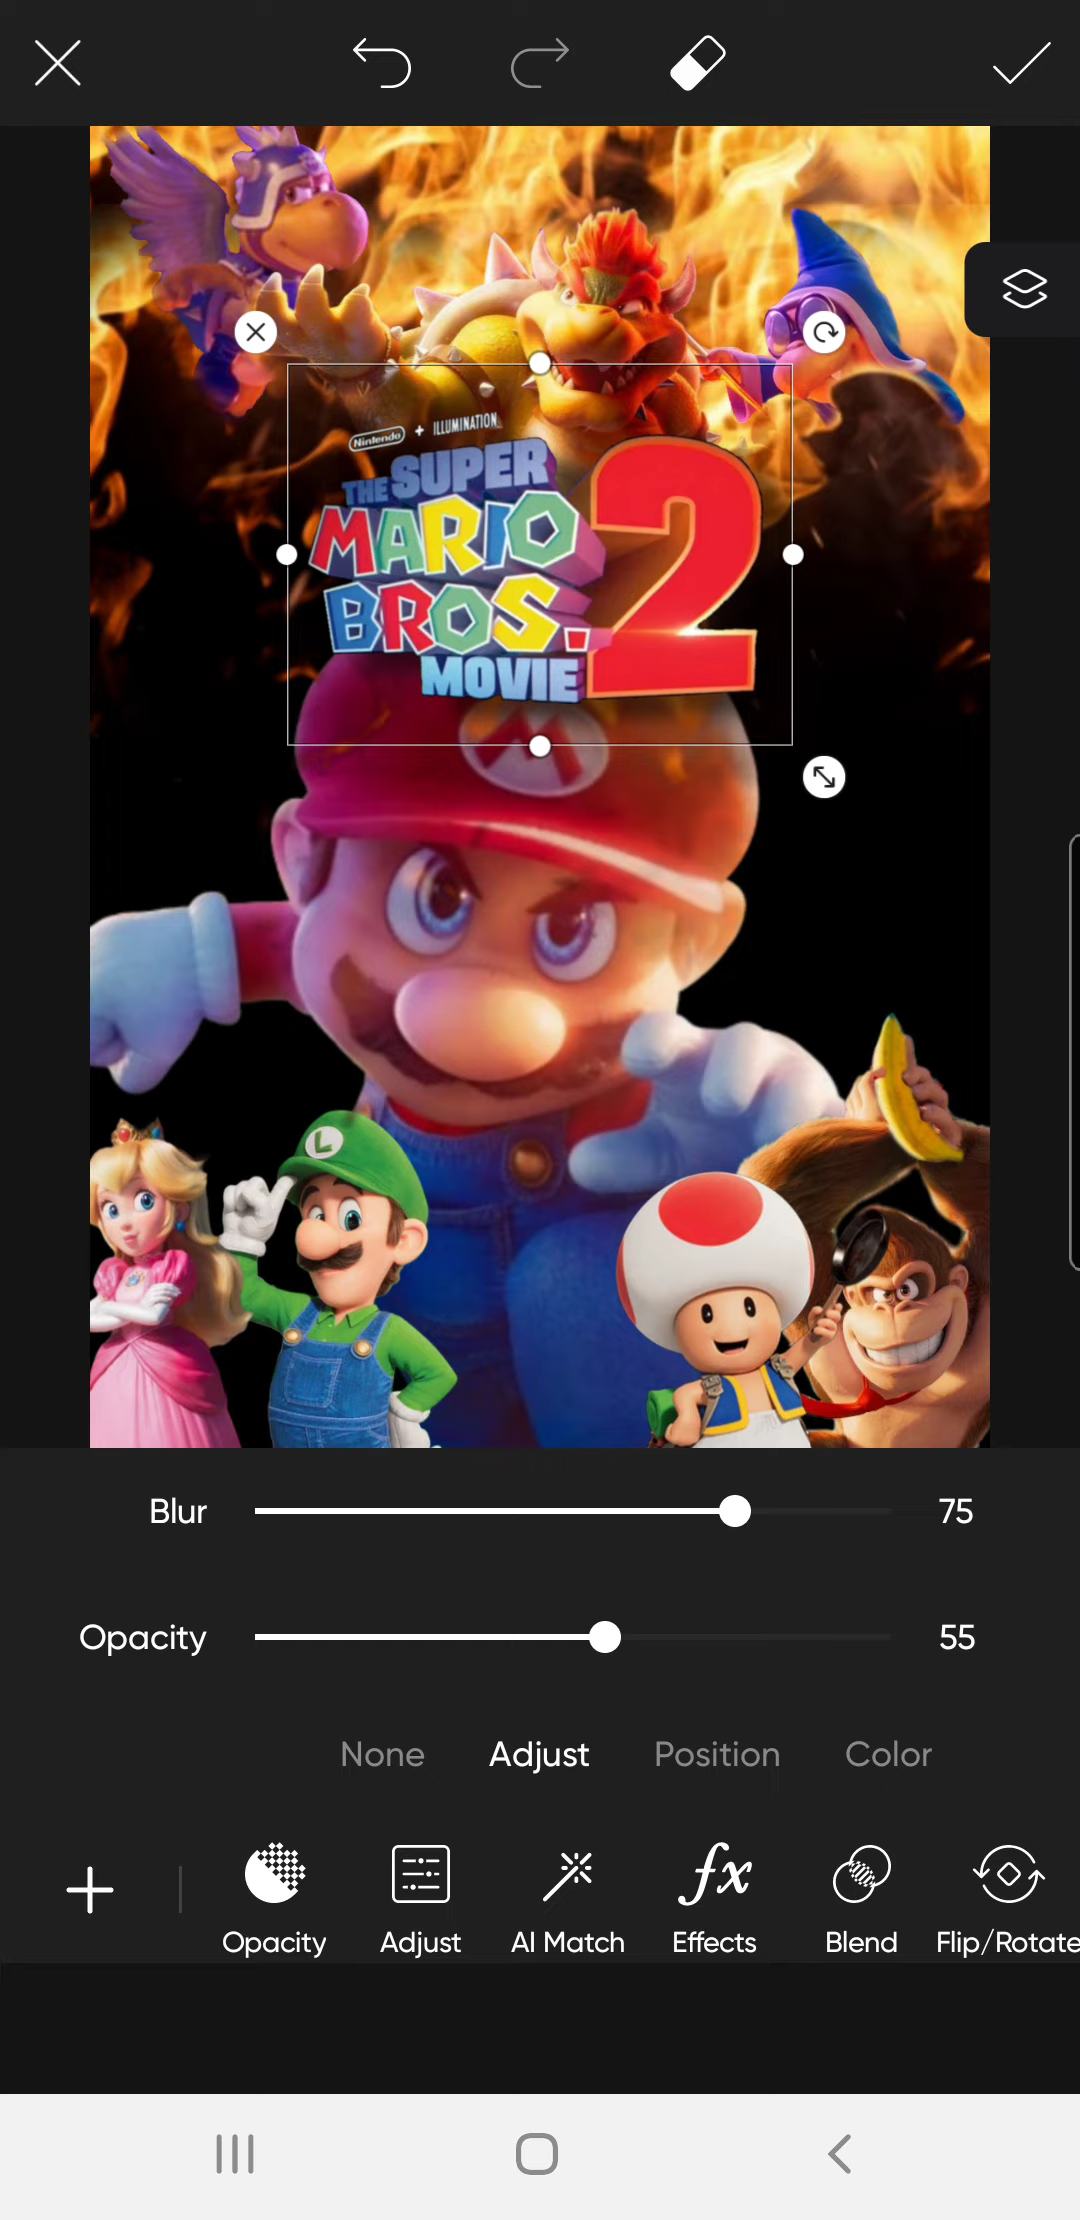 Nintendo + ILLUMINATION
THE SUPER
MARIO
BROS.
MOVIE
2
M
L
Blur 75
Opacity 55
None Adjust Position Color
Opacity Adjust AI Match fx Effects Blend Flip/Rotate